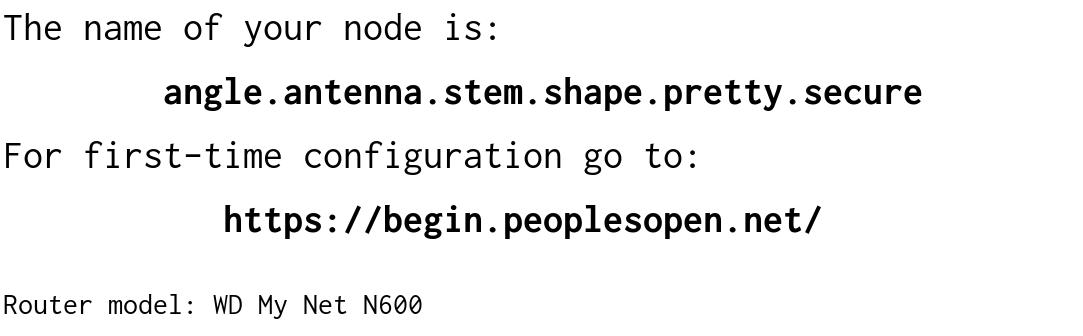 The name of your node is:
angle.antenna.stem.shape.pretty.secure
For first-time configuration go to:
https://begin.peoplesopen.net/
Router model: WD My Net N600